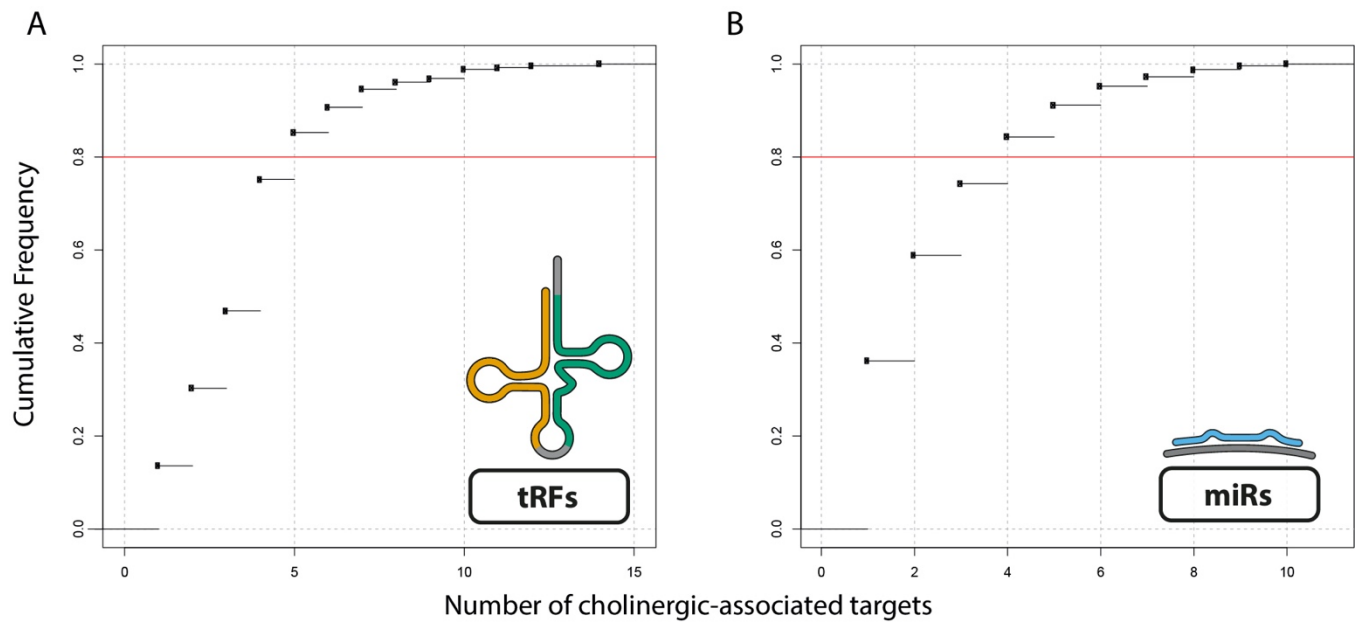 A
B
Cumulative Frequency
1.0
0.8
0.6
0.4
0.2
0.0
tRFs
0 5 10 15
1.0
0.8
0.6
0.4
0.2
0.0
miRs
0 2 4 6 8 10
Number of cholinergic-associated targets